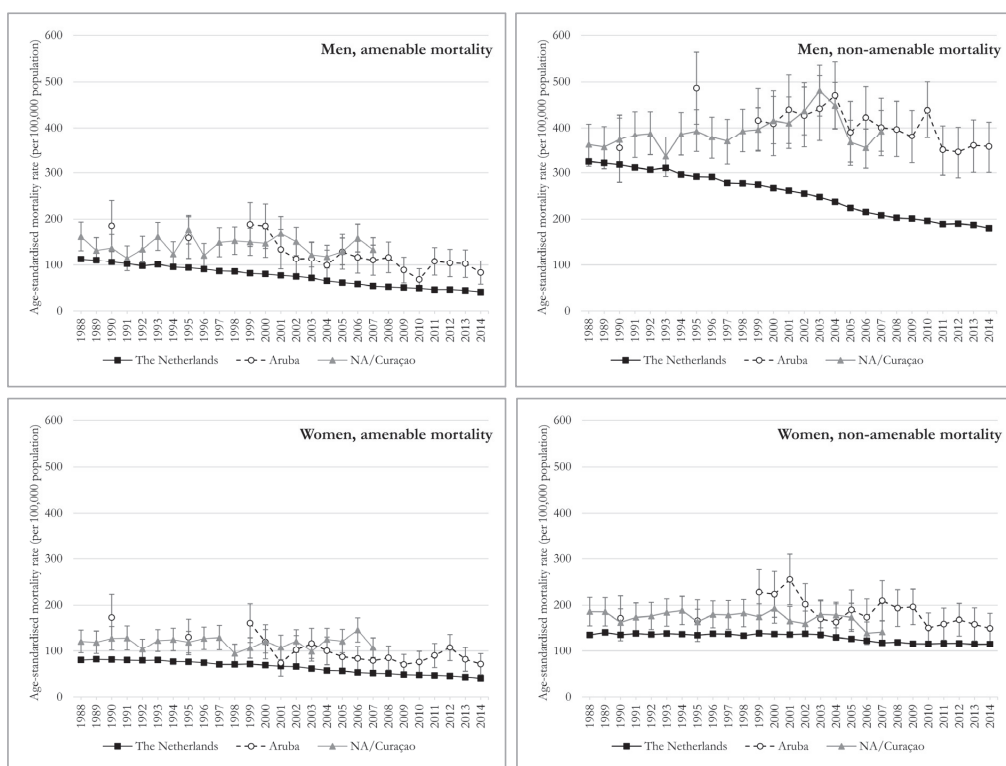 Men, amenable mortality
Age-standardised mortality rate (per 100,000 population)
600
500
400
300
200
100
0
1988 1989 1990 1991 1992 1993 1994 1995 1996 1997 1998 1999 2000 2001 2002 2003 2004 2005 2006 2007 2008 2009 2010 2011 2012 2013 2014
The Netherlands Aruba NA/Curaçao
Men, non-amenable mortality
Age-standardised mortality rate (per 100,000 population)
600
500
400
300
200
100
0
1988 1989 1990 1991 1992 1993 1994 1995 1996 1997 1998 1999 2000 2001 2002 2003 2004 2005 2006 2007 2008 2009 2010 2011 2012 2013 2014
The Netherlands Aruba NA/Curaçao
Women, amenable mortality
Age-standardised mortality rate (per 100,000 population)
600
500
400
300
200
100
0
1988 1989 1990 1991 1992 1993 1994 1995 1996 1997 1998 1999 2000 2001 2002 2003 2004 2005 2006 2007 2008 2009 2010 2011 2012 2013 2014
The Netherlands Aruba NA/Curaçao
Women, non-amenable mortality
Age-standardised mortality rate (per 100,000 population)
600
500
400
300
200
100
0
1988 1989 1990 1991 1992 1993 1994 1995 1996 1997 1998 1999 2000 2001 2002 2003 2004 2005 2006 2007 2008 2009 2010 2011 2012 2013 2014
The Netherlands Aruba NA/Curaçao